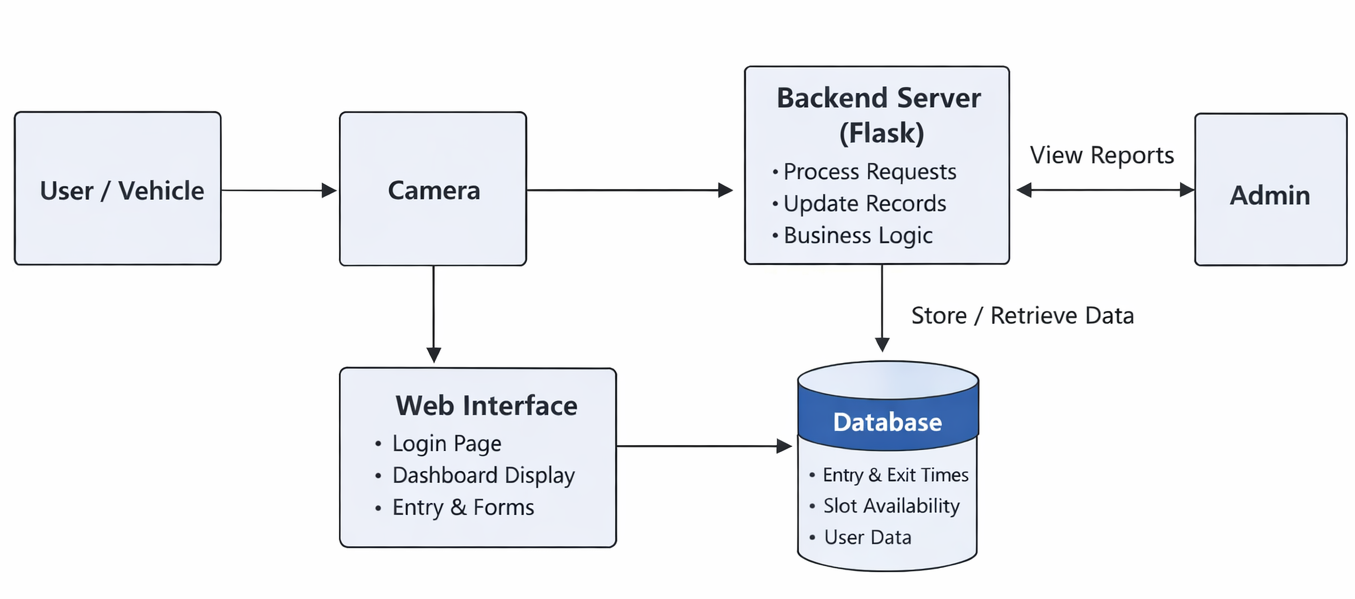 User / Vehicle
Camera
Backend Server
(Flask)
• Process Requests
• Update Records
• Business Logic
View Reports
Admin
Store / Retrieve Data
Web Interface
• Login Page
• Dashboard Display
• Entry & Forms
Database
• Entry & Exit Times
• Slot Availability
• User Data